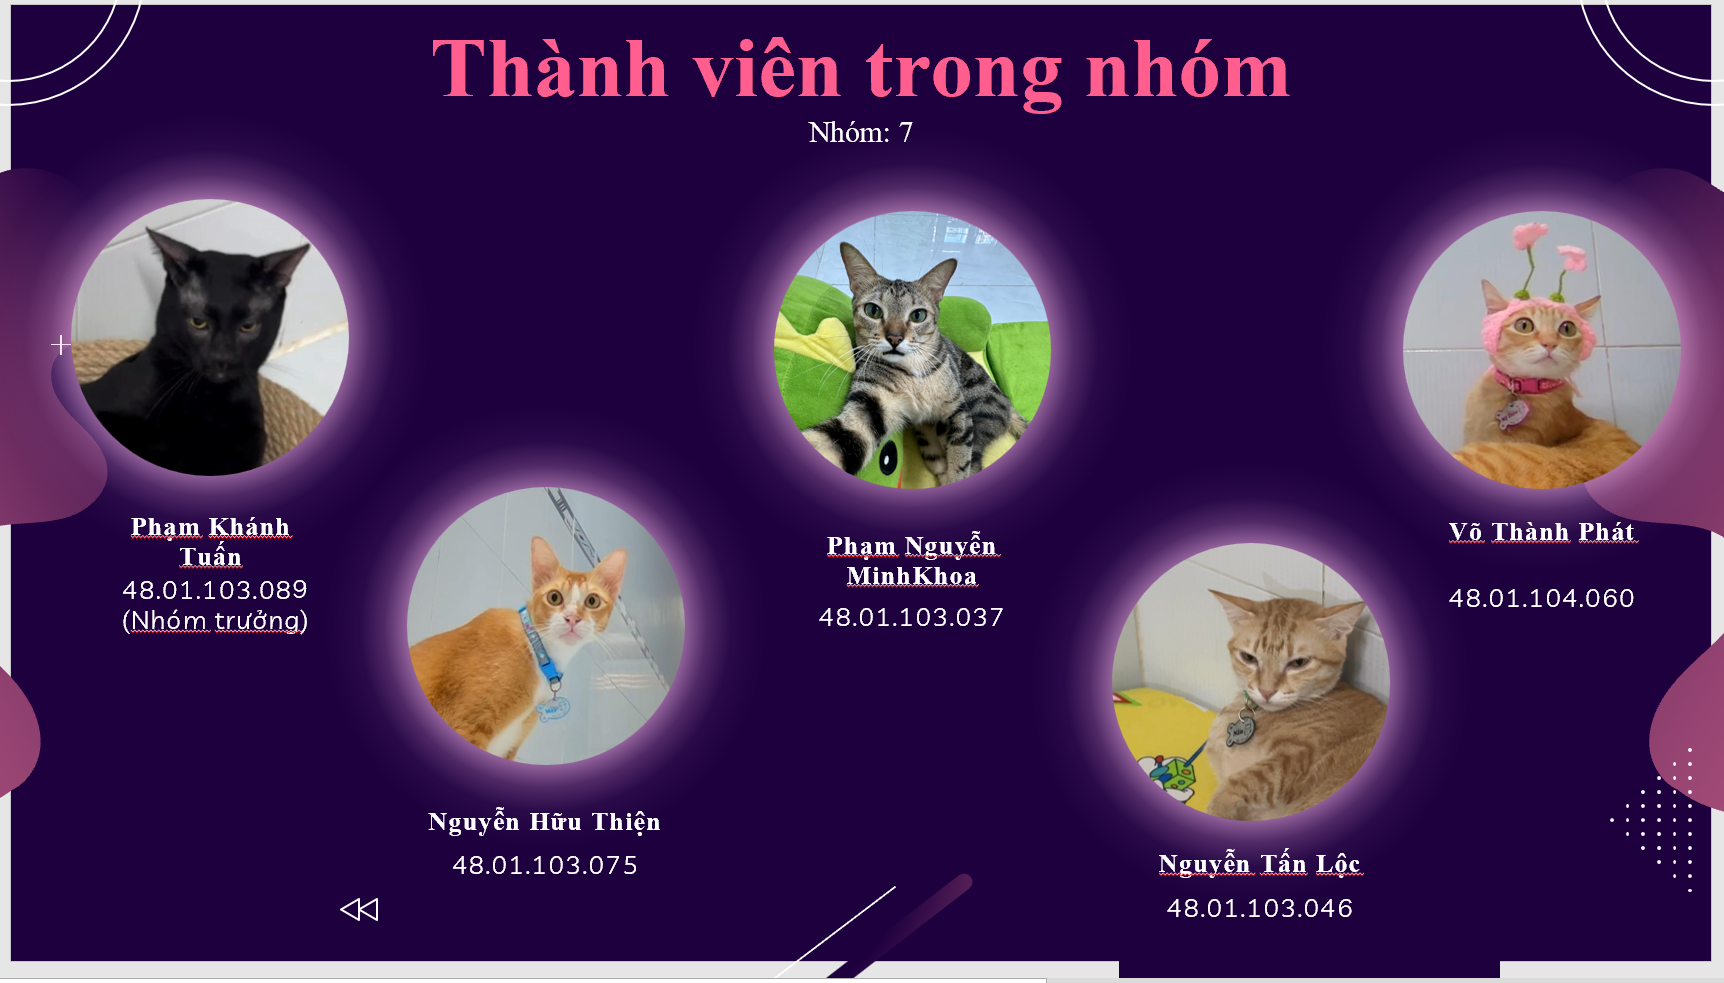 Thành viên trong nhóm
Nhóm: 7
Phạm Khánh
Tuấn
48.01.103.089
(Nhóm trưởng)
Nguyễn Hữu Thiện
48.01.103.075
Phạm Nguyễn
MinhKhoa
48.01.103.037
Nguyễn Tấn Lộc
48.01.103.046
Võ Thành Phát
48.01.104.060